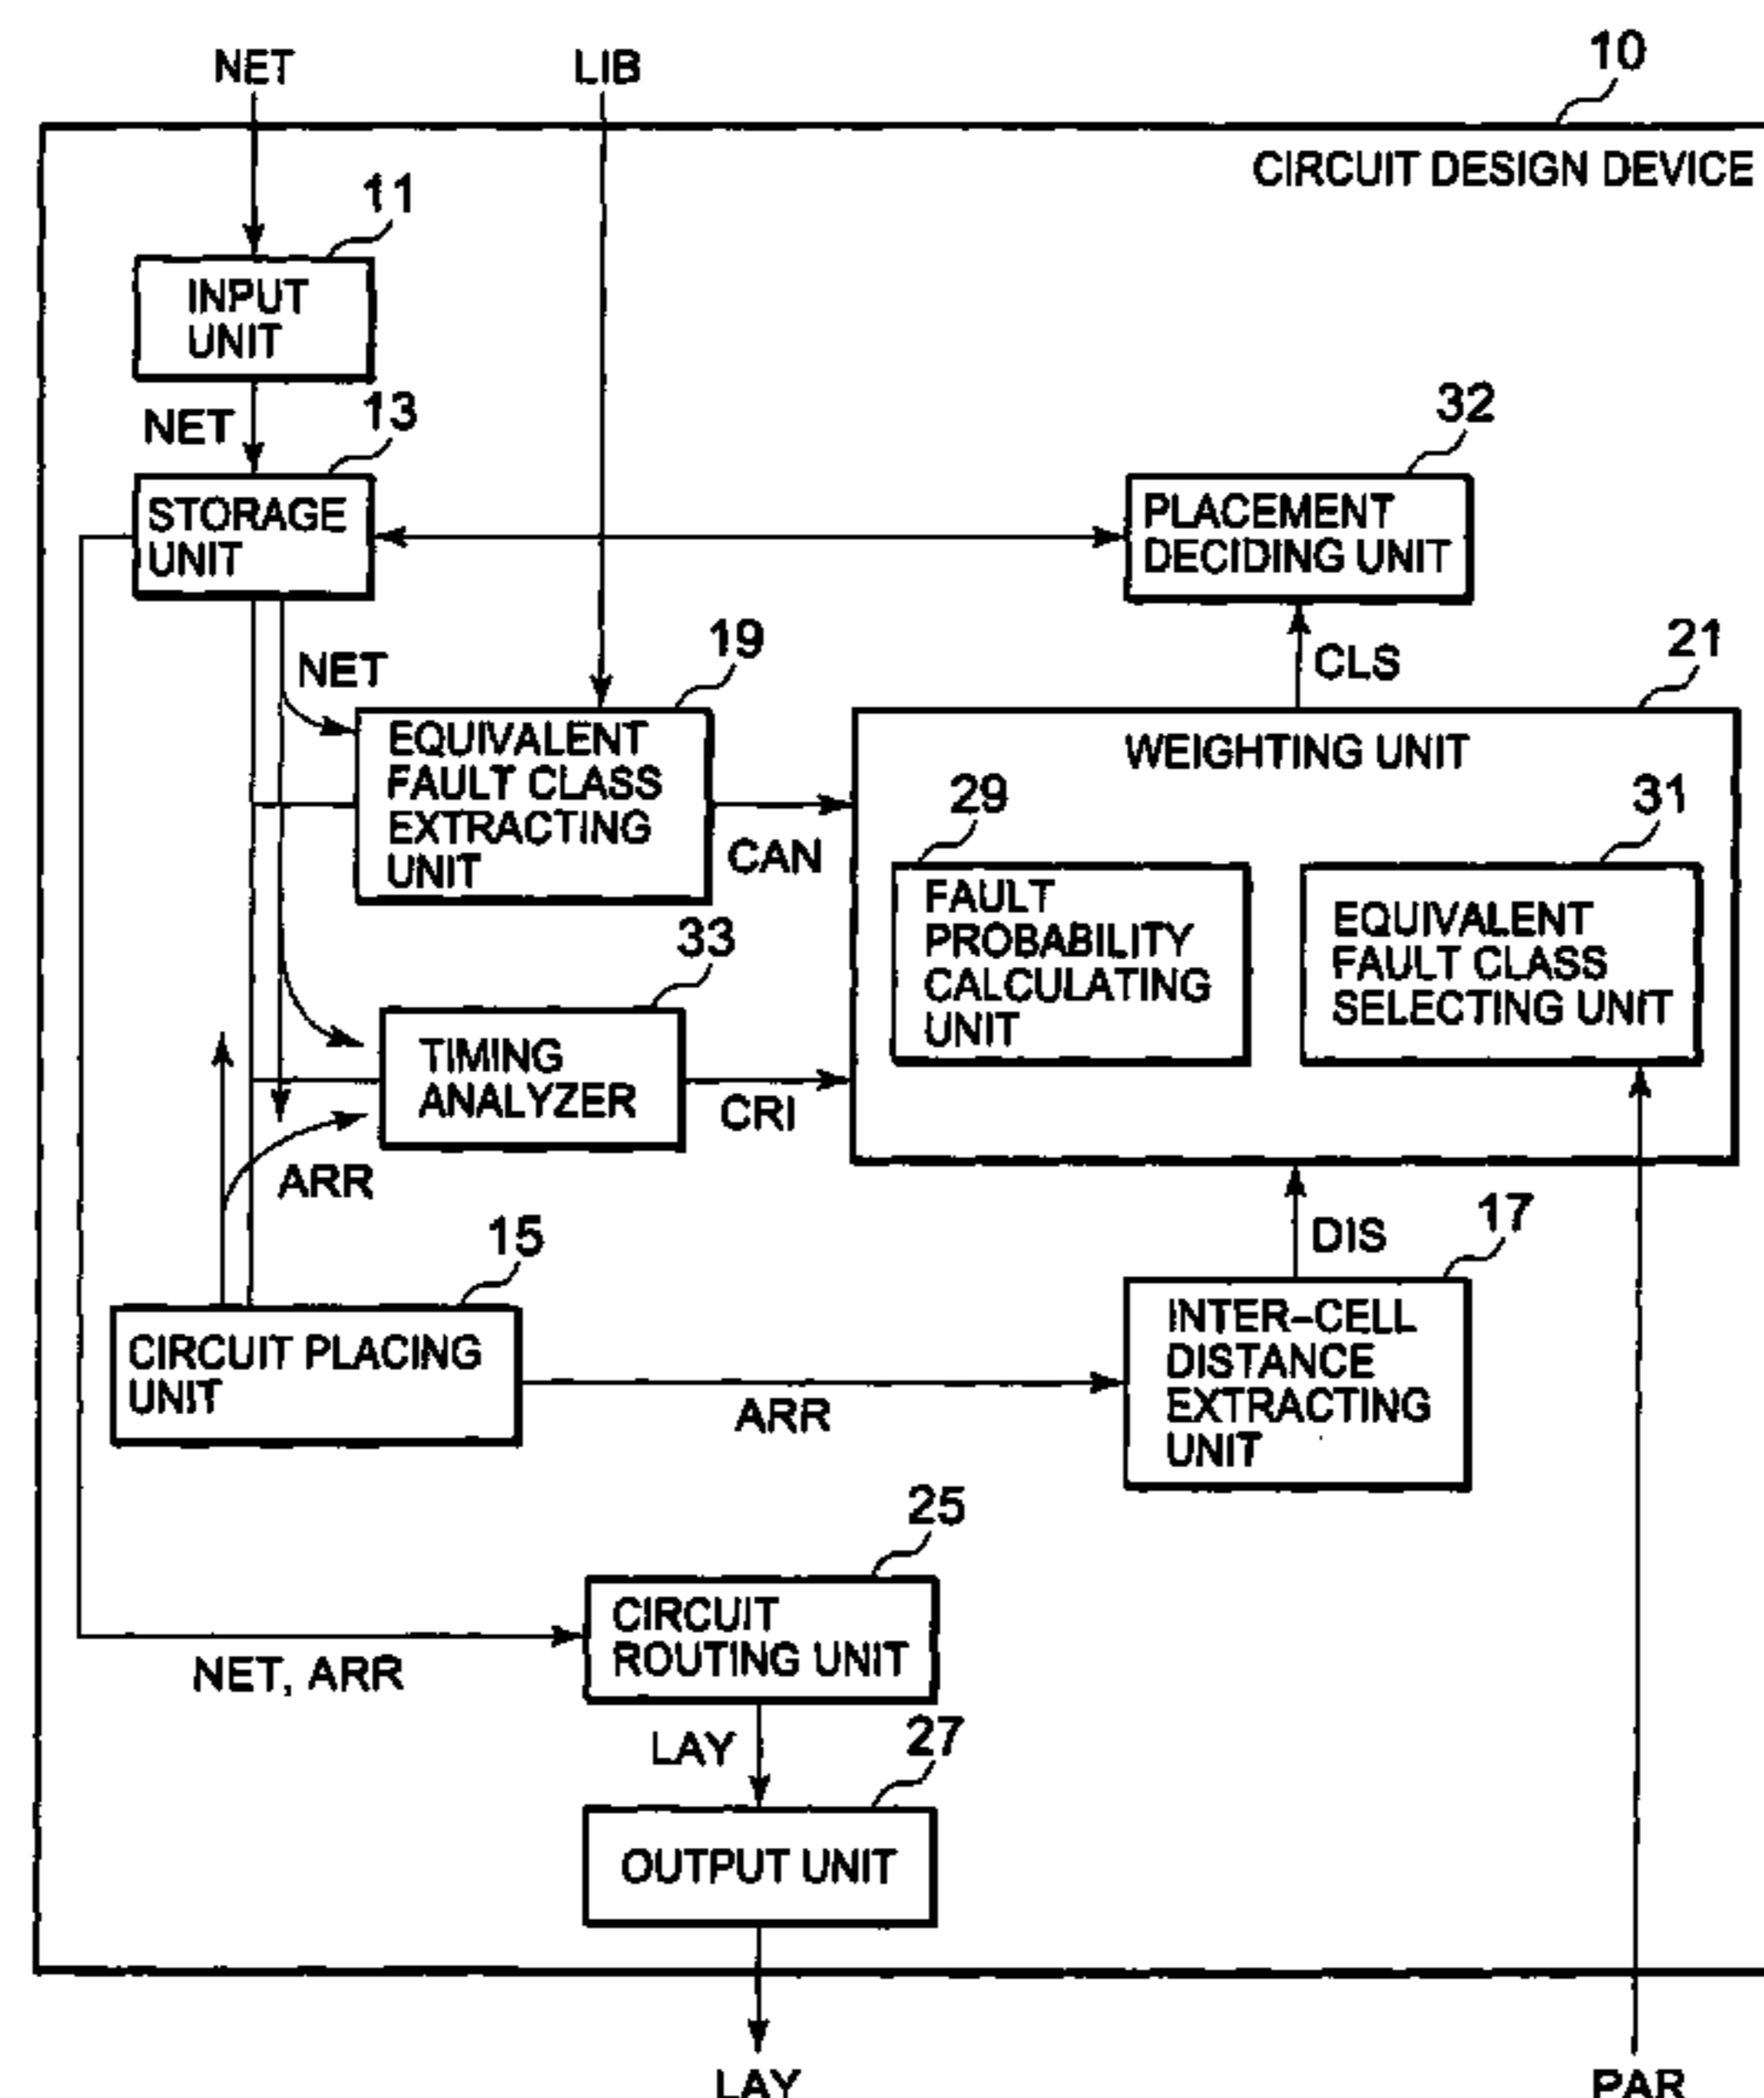 NET
LIB
10
CIRCUIT DESIGN DEVICE
11
INPUT
UNIT
NET
13
STORAGE
UNIT
32
PLACEMENT
DECIDING UNIT
NET
19
EQUIVALENT
FAULT CLASS
EXTRACTING
UNIT
CAN
CLS
21
WEIGHTING UNIT
29
FAULT
PROBABILITY
CALCULATING
UNIT
31
EQUIVALENT
FAULT CLASS
SELECTING UNIT
33
TIMING
ANALYZER
CRI
ARR
15
CIRCUIT PLACING
UNIT
ARR
DIS
17
INTER-CELL
DISTANCE
EXTRACTING
UNIT
25
CIRCUIT
ROUTING UNIT
NET, ARR
LAY
27
OUTPUT UNIT
LAY
PAR